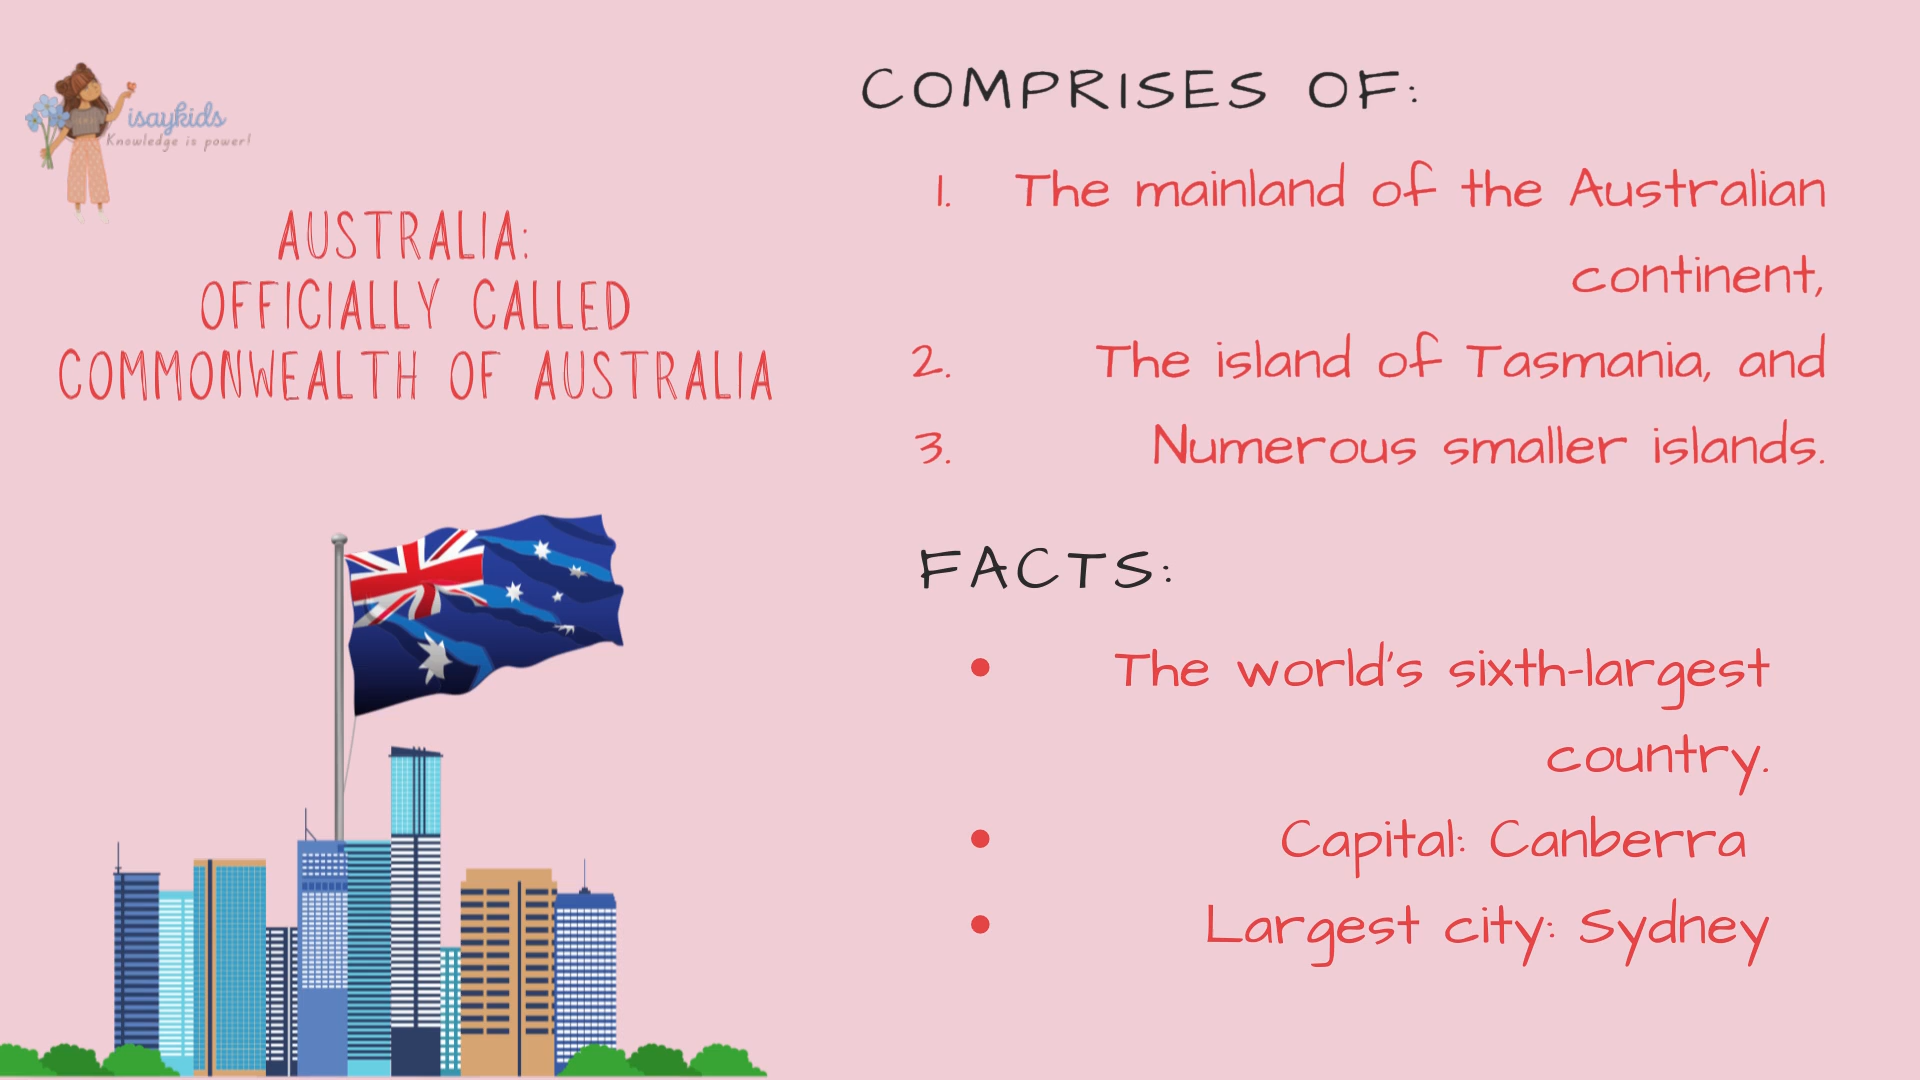 isaykids
Knowledge is power!
AUSTRALIA:
OFFICIALLY CALLED
COMMONWEALTH OF AUSTRALIA
COMPRISES OF:
1. The mainland of the Australian
continent,
2. The island of Tasmania, and
3. Numerous smaller islands.
FACTS:
• The world's sixth-largest
country.
• Capital: Canberra
• Largest city: Sydney